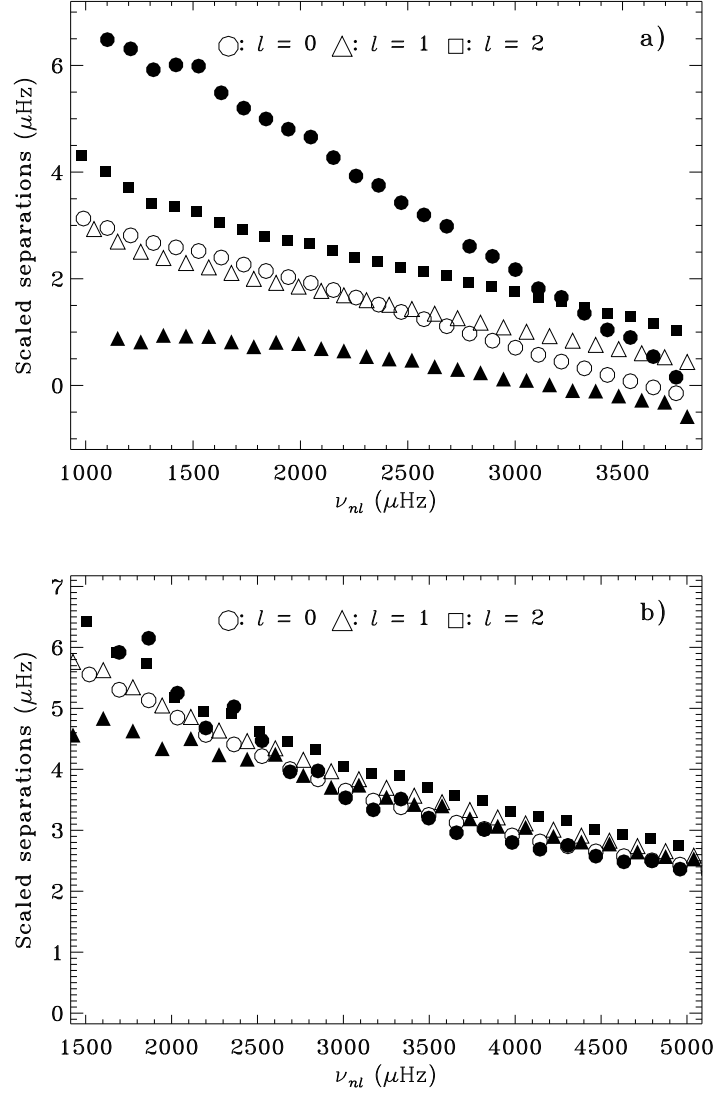 a)
○: l = 0 △: l = 1 □: l = 2
6
4
2
0
Scaled separations (μHz)
1000 1500 2000 2500 3000 3500
ν_nl (μHz)
b)
○: l = 0 △: l = 1 □: l = 2
7
6
5
4
3
2
1
0
Scaled separations (μHz)
1500 2000 2500 3000 3500 4000 4500 5000
ν_nl (μHz)